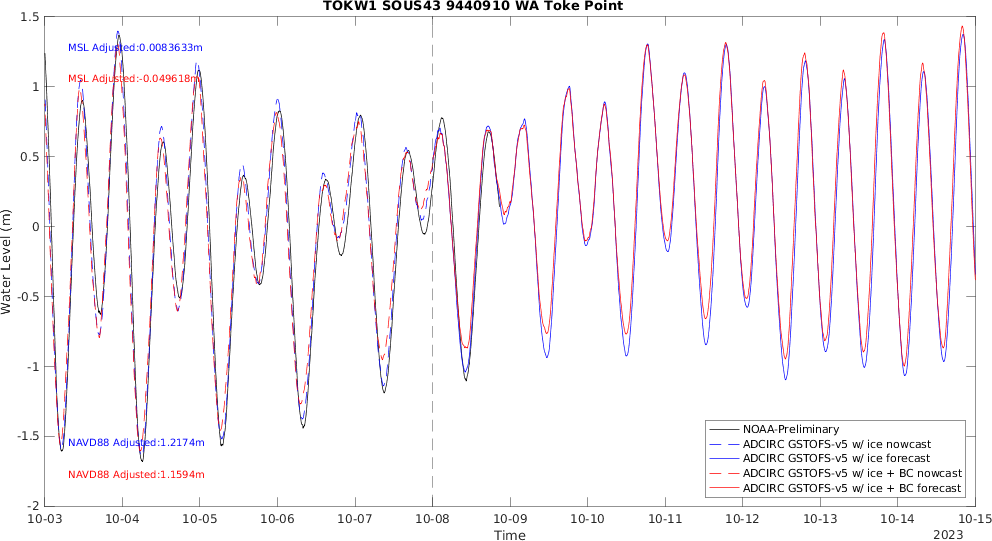 TOKW1 SOUS43 9440910 WA Toke Point
1.5
1
0.5
0
-0.5
-1
-1.5
-2
Water Level (m)
MSL Adjusted:0.0083633m
MSL Adjusted:-0.049618m
NAVD88 Adjusted:1.2174m
NAVD88 Adjusted:1.1594m
NOAA-Preliminary
ADCIRC GSTOFS-v5 w/ ice nowcast
ADCIRC GSTOFS-v5 w/ ice forecast
ADCIRC GSTOFS-v5 w/ ice + BC nowcast
ADCIRC GSTOFS-v5 w/ ice + BC forecast
10-03 10-04 10-05 10-06 10-07 10-08 10-09 10-10 10-11 10-12 10-13 10-14 10-15
Time
2023